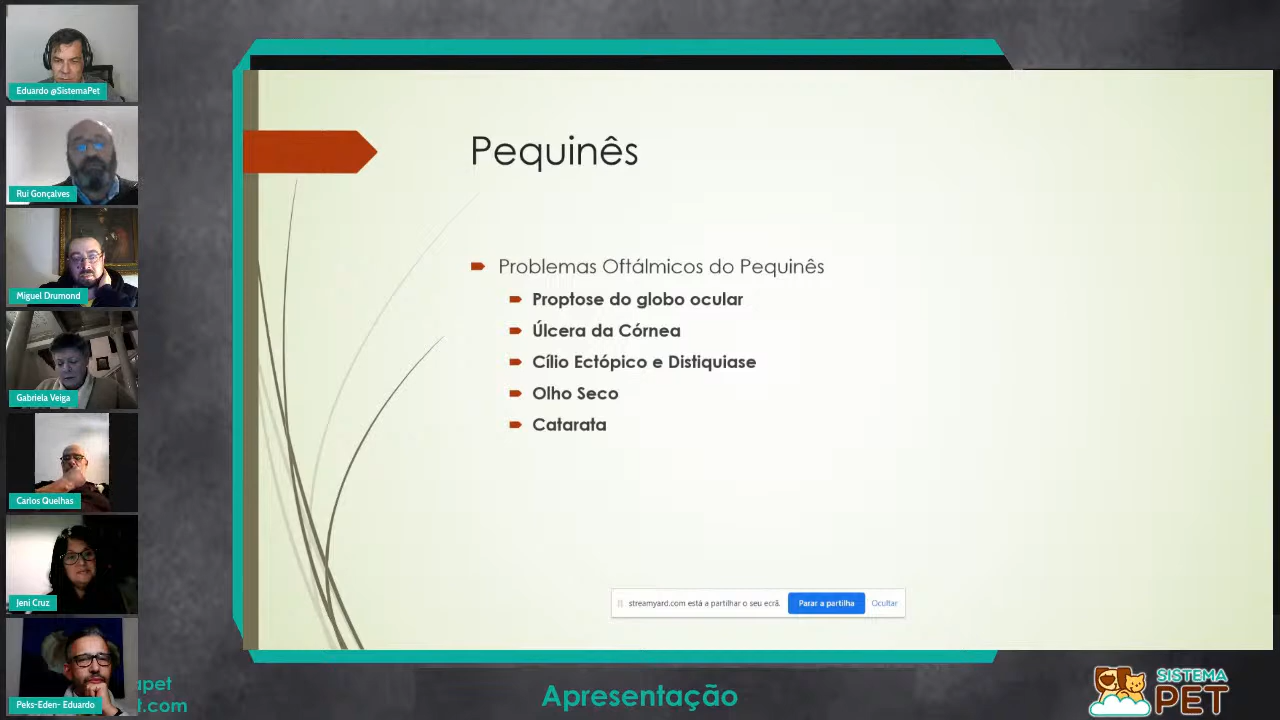 Eduardo @SistemaPet
Rui Gonçalves
Miguel Drumond
Gabriela Veiga
Carlos Quelhas
Jeni Cruz
Peks-Eden- Eduardo
Pequinês
Problemas Oftálmicos do Pequinês
Proptose do globo ocular
Úlcera da Córnea
Cílio Ectópico e Distiquiase
Olho Seco
Catarata
streamyard.com está a partilhar o seu ecrã.
Parar a partilha
Ocultar
apet
t.com
Apresentação
SISTEMA
PET